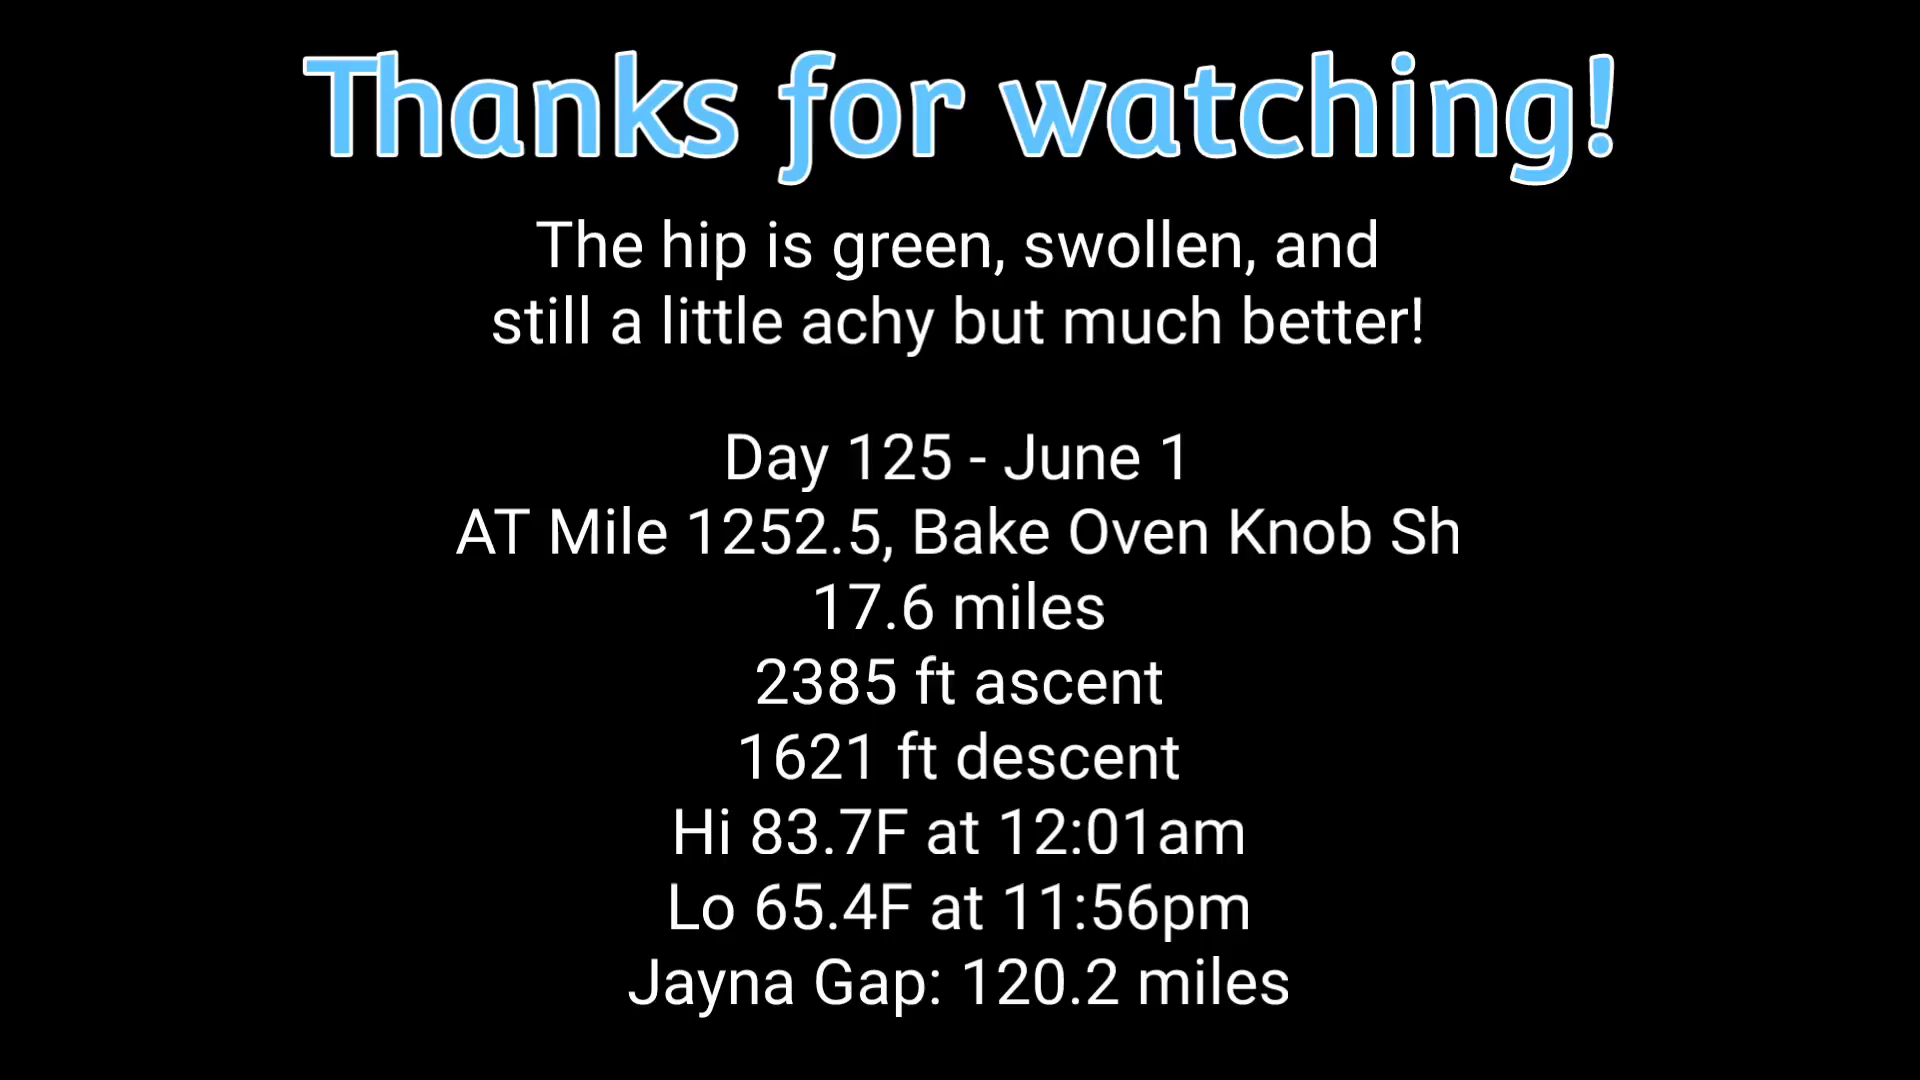 Thanks for watching!
The hip is green, swollen, and
still a little achy but much better!
Day 125 - June 1
AT Mile 1252.5, Bake Oven Knob Sh
17.6 miles
2385 ft ascent
1621 ft descent
Hi 83.7F at 12:01am
Lo 65.4F at 11:56pm
Jayna Gap: 120.2 miles